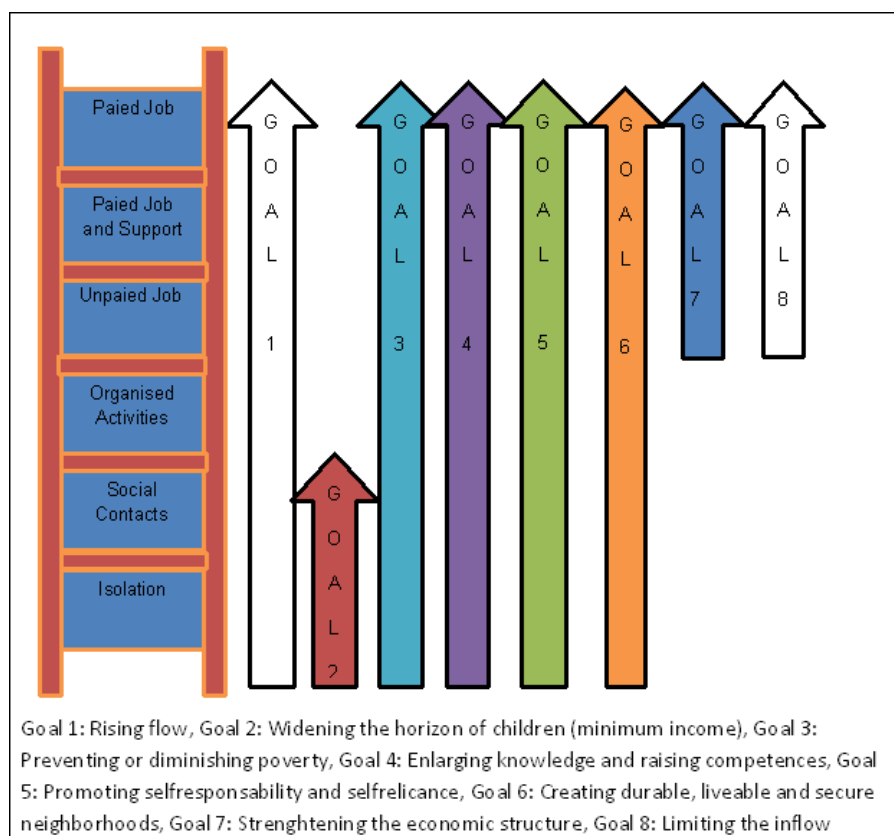 Paied Job
Paied Job
and Support
Unpaied Job
Organised
Activities
Social
Contacts
Isolation
GOAL 1
GOAL 2
GOAL 3
GOAL 4
GOAL 5
GOAL 6
GOAL 7
GOAL 8
Goal 1: Rising flow, Goal 2: Widening the horizon of children (minimum income), Goal 3:
Preventing or diminishing poverty, Goal 4: Enlarging knowledge and raising competences, Goal
5: Promoting selfresponsability and selfrelicance, Goal 6: Creating durable, liveable and secure
neighborhoods, Goal 7: Strenghtening the economic structure, Goal 8: Limiting the inflow